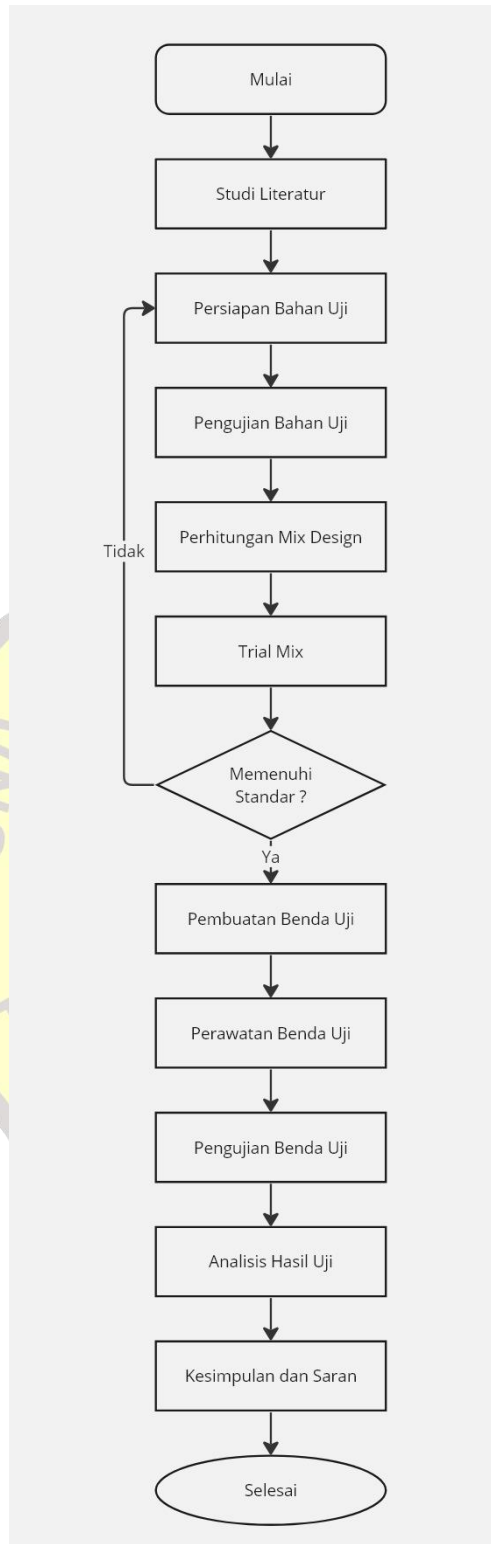 Mulai
Studi Literatur
Persiapan Bahan Uji
Pengujian Bahan Uji
Perhitungan Mix Design
Tidak
Trial Mix
Memenuhi
Standar ?
Ya
Pembuatan Benda Uji
Perawatan Benda Uji
Pengujian Benda Uji
Analisis Hasil Uji
Kesimpulan dan Saran
Selesai